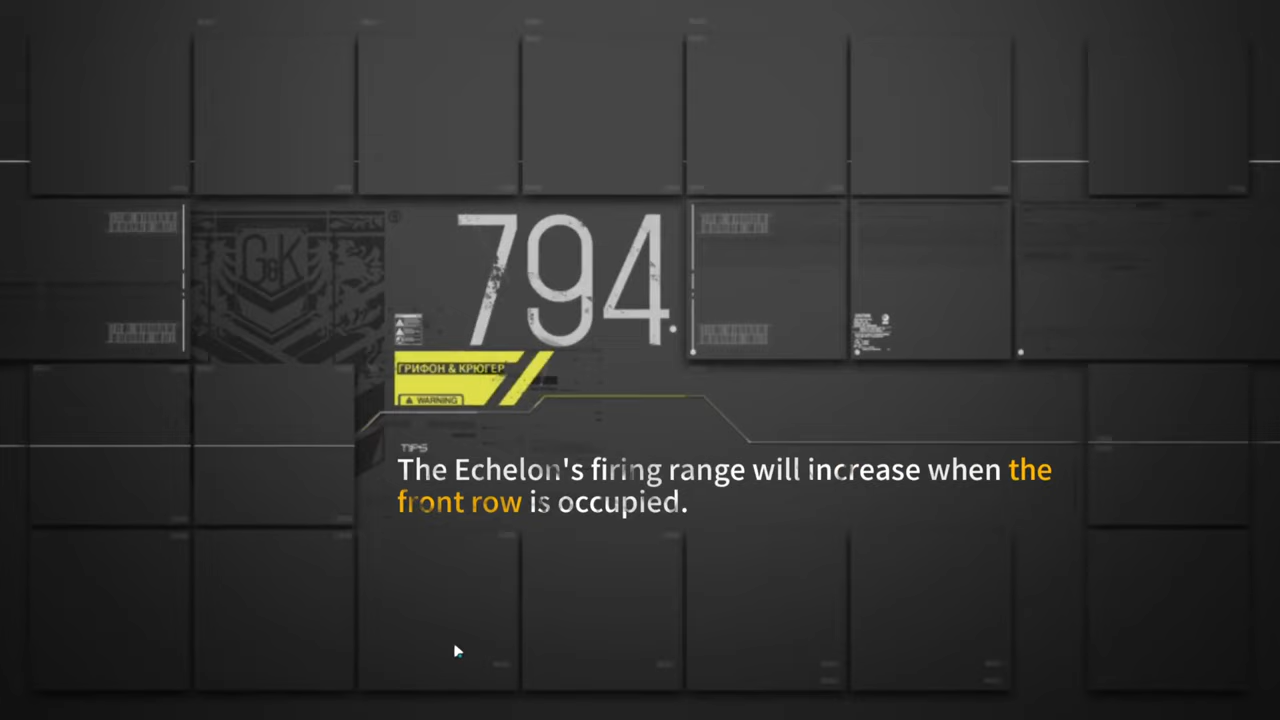 G&K
794.
ГРИФОН & КРЮГЕР
WARNING
TIPS
The Echelon's firing range will increase when the
front row is occupied.